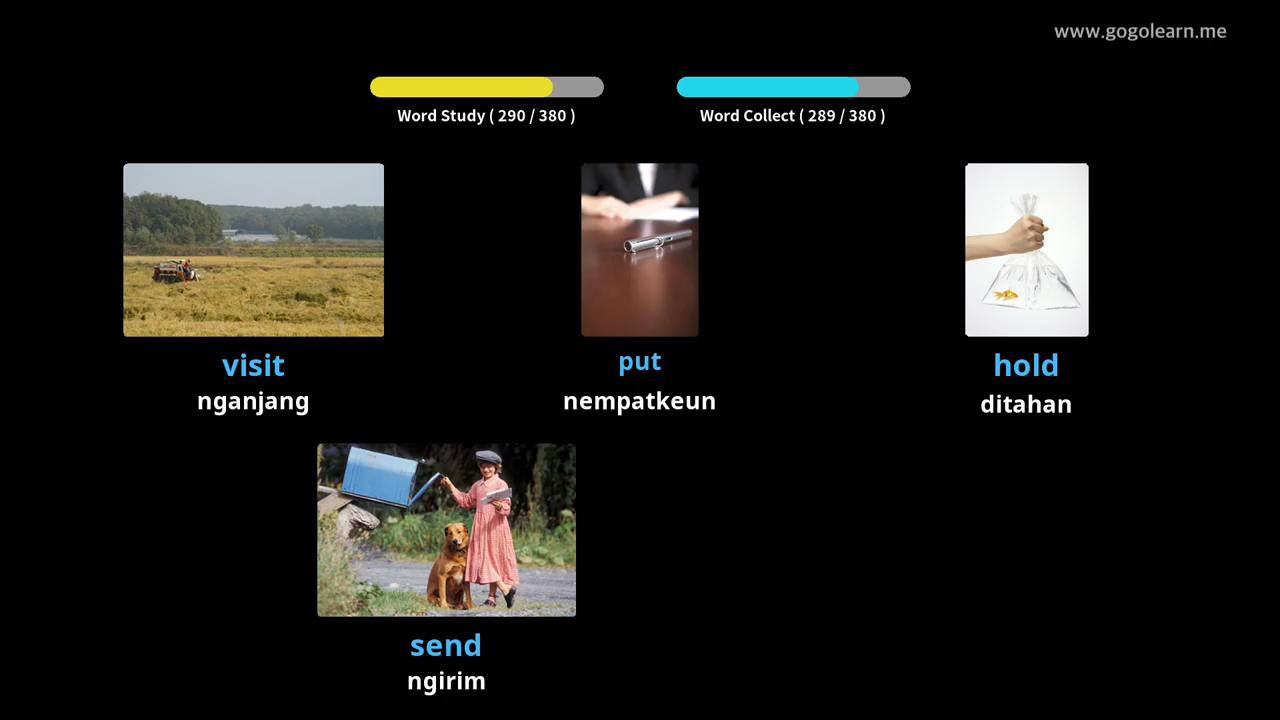 www.gogolearn.me
Word Study ( 290 / 380 )
Word Collect ( 289 / 380 )
visit
nganjang
put
nempatkeun
hold
ditahan
send
ngirim